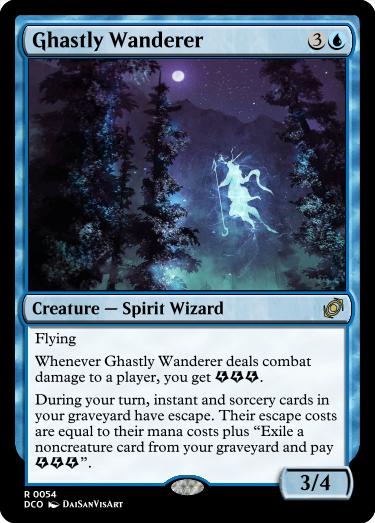 Ghastly Wanderer 3
Creature — Spirit Wizard
Flying
Whenever Ghastly Wanderer deals combat
damage to a player, you get.
During your turn, instant and sorcery cards in
your graveyard have escape. Their escape costs
are equal to their mana costs plus “Exile a
noncreature card from your graveyard and pay
”.
3/4
R 0054
DCO DaiSanVisArt